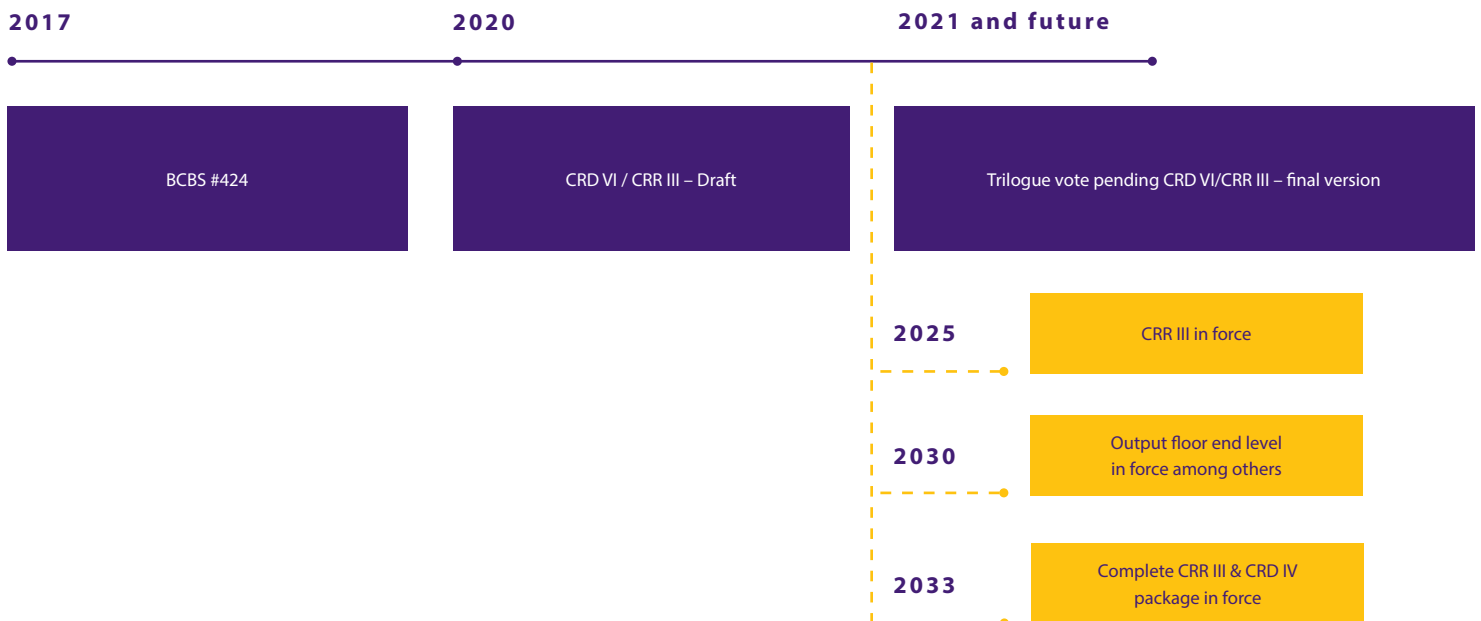 2017
2020
2021 and future
BCBS #424
CRD VI / CRR III – Draft
Trilogue vote pending CRD VI/CRR III – final version
2025
CRR III in force
2030
Output floor end level
in force among others
2033
Complete CRR III & CRD IV
package in force